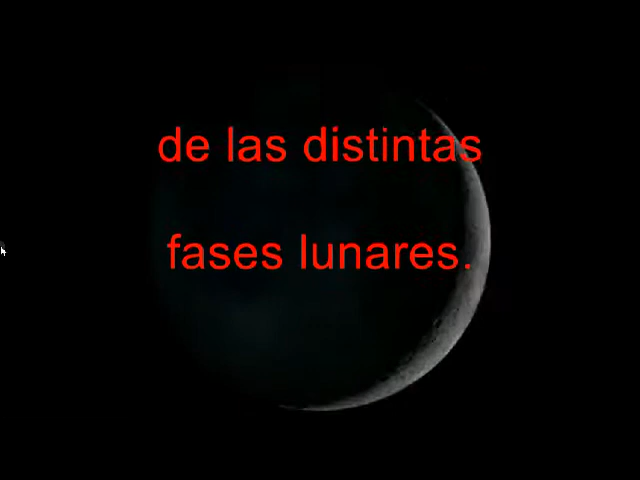 de las distintas
fases lunares.